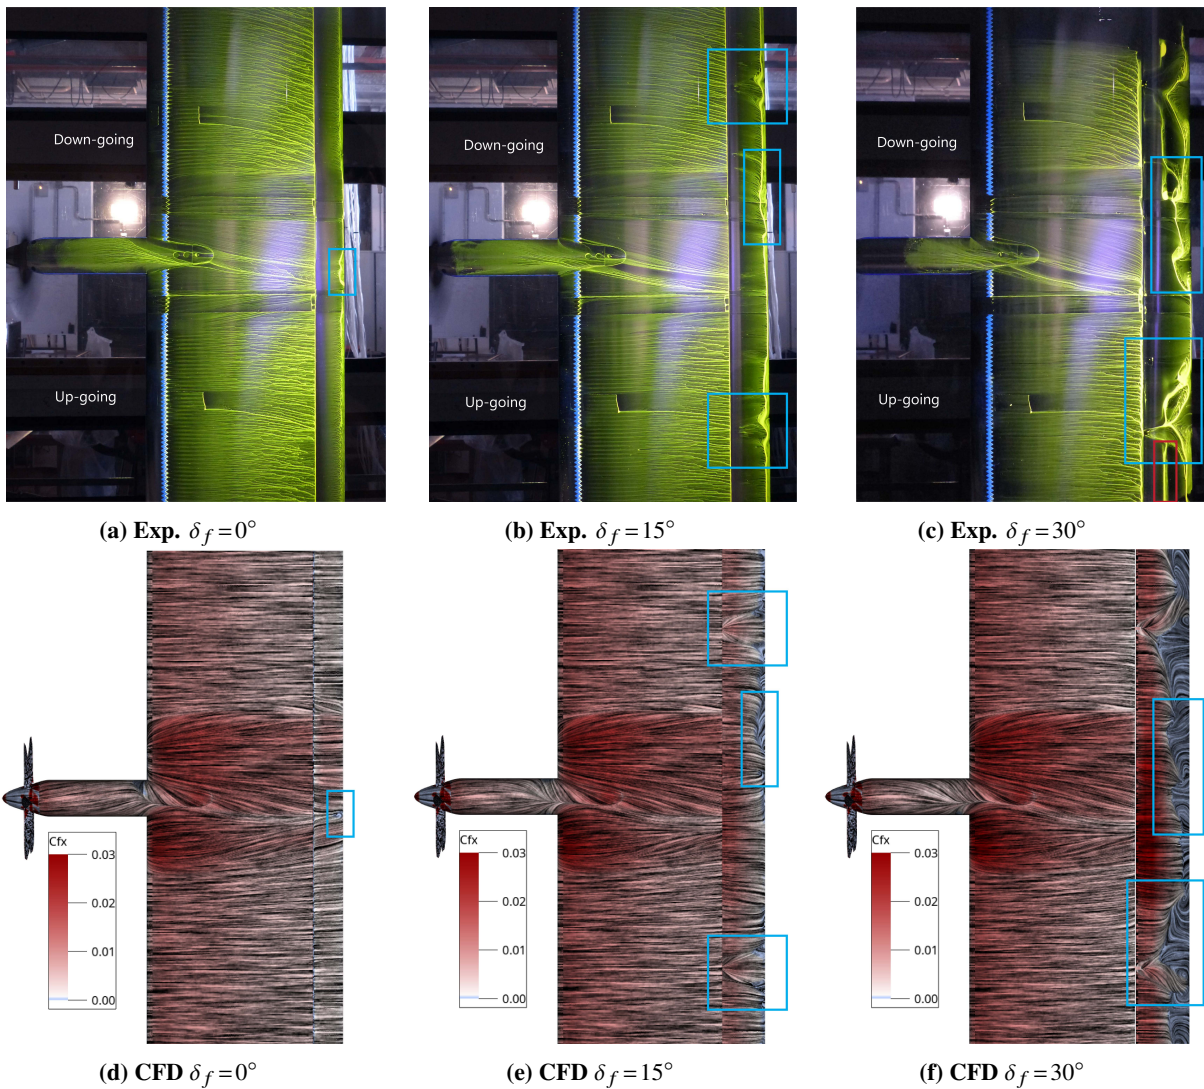 Down-going
Down-going
Down-going
Up-going
Up-going
Up-going
(a) Exp. δf = 0°
(b) Exp. δf = 15°
(c) Exp. δf = 30°
Cfx
0.03
0.02
0.01
0.00
Cfx
0.03
0.02
0.01
0.00
Cfx
0.03
0.02
0.01
0.00
(d) CFD δf = 0°
(e) CFD δf = 15°
(f) CFD δf = 30°